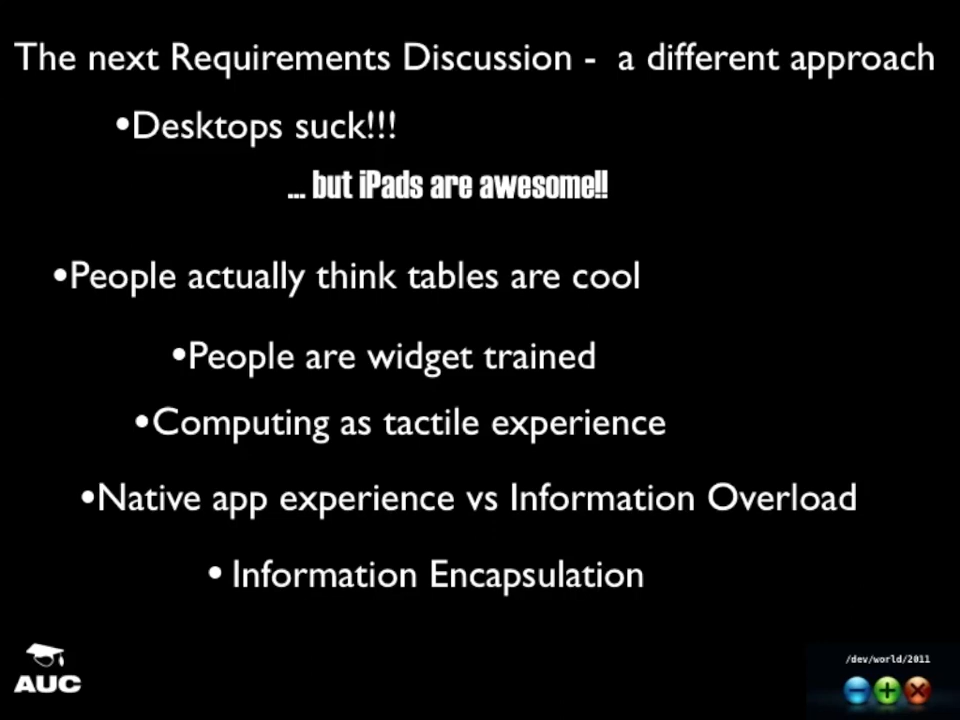 The next Requirements Discussion - a different approach
•Desktops suck!!!
... but iPads are awesome!!
•People actually think tables are cool
•People are widget trained
•Computing as tactile experience
•Native app experience vs Information Overload
• Information Encapsulation
AUC
/dev/world/2011